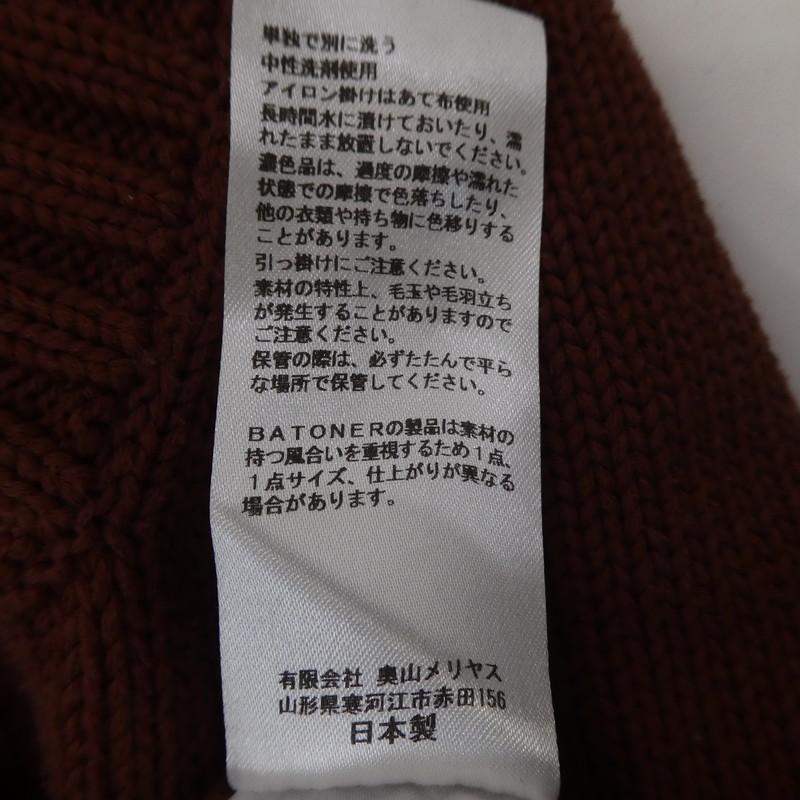 単独で別に洗う
中性洗剤使用
アイロン掛けはあて布使用
長時間水に漬けておいたり、濡
れたまま放置しないでください。
濃色品は、過度の摩擦や濡れた
状態での摩擦で色落ちしたり、
他の衣類や持ち物に色移りする
ことがあります。
引っ掛けにご注意ください。
素材の特性上、毛玉や毛羽立ち
が発生することがありますので
ご注意ください。
保管の際は、必ずたたんで平ら
な場所で保管してください。
BATONERの製品は素材の
持つ風合いを重視するため1点、
1点サイズ、仕上がりが異なる
場合があります。
有限会社 奥山メリヤス
山形県寒河江市赤田156
日本製